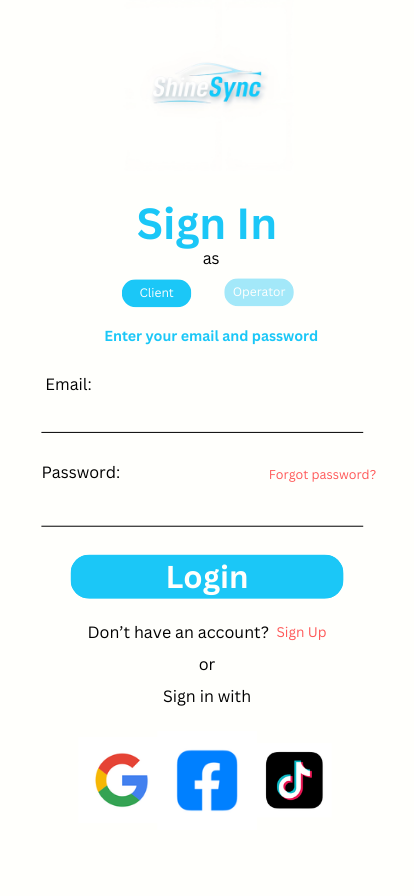 ShineSync
Sign In
as
Client Operator
Enter your email and password
Email:
Password: Forgot password?
Login
Don’t have an account? Sign Up
or
Sign in with